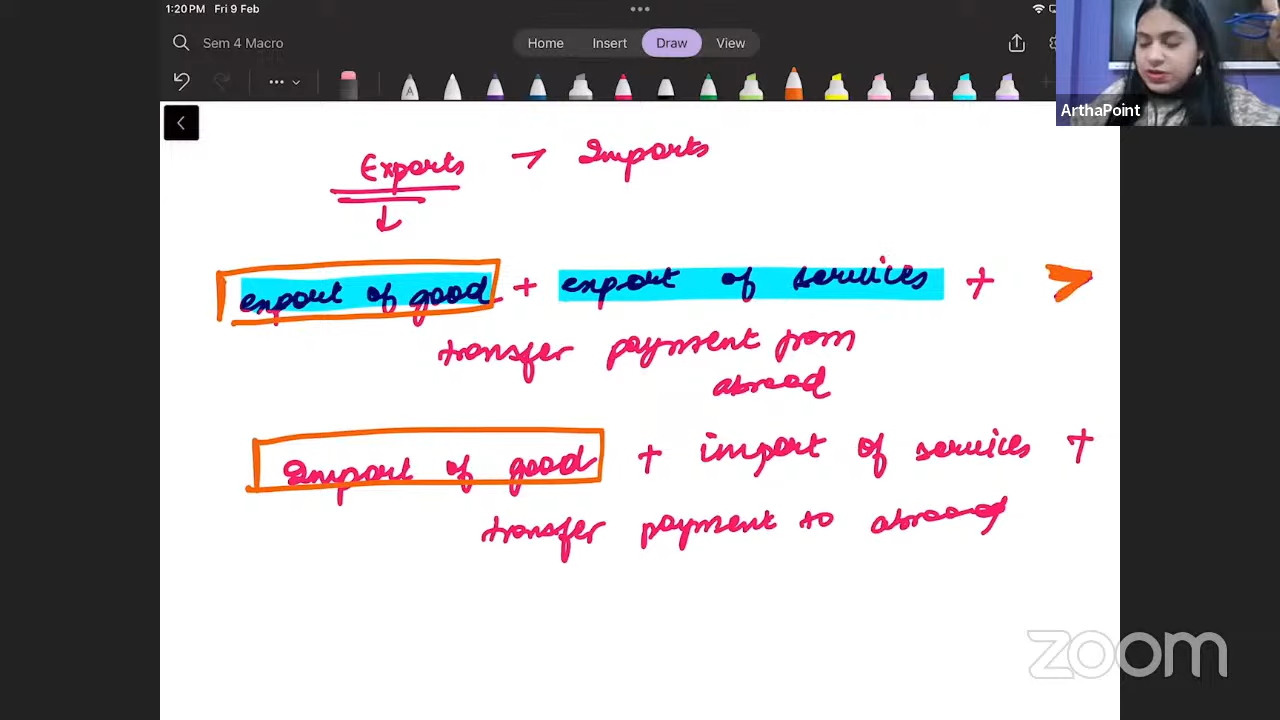 1:20 PM Fri 9 Feb
Sem 4 Macro
Home Insert Draw View
A
ArthaPoint
Exports > Imports
export of good + export of services + >
transfer payment from
abroad
Import of good + import of services +
transfer payment to abroad
zoom